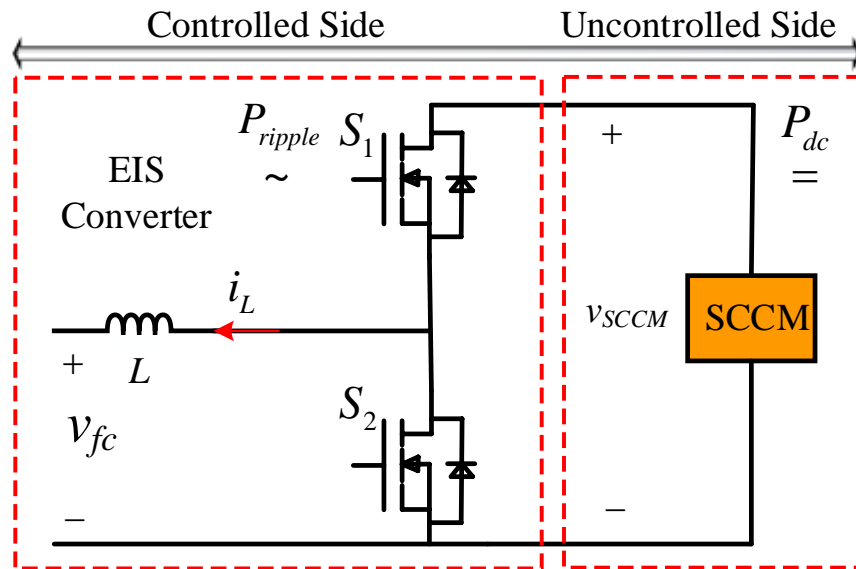 Controlled Side
Uncontrolled Side
P_ripple
~
S_1
+
P_dc
=
EIS
Converter
i_L
v_SCCM
SCCM
+
L
S_2
v_fc
−
−